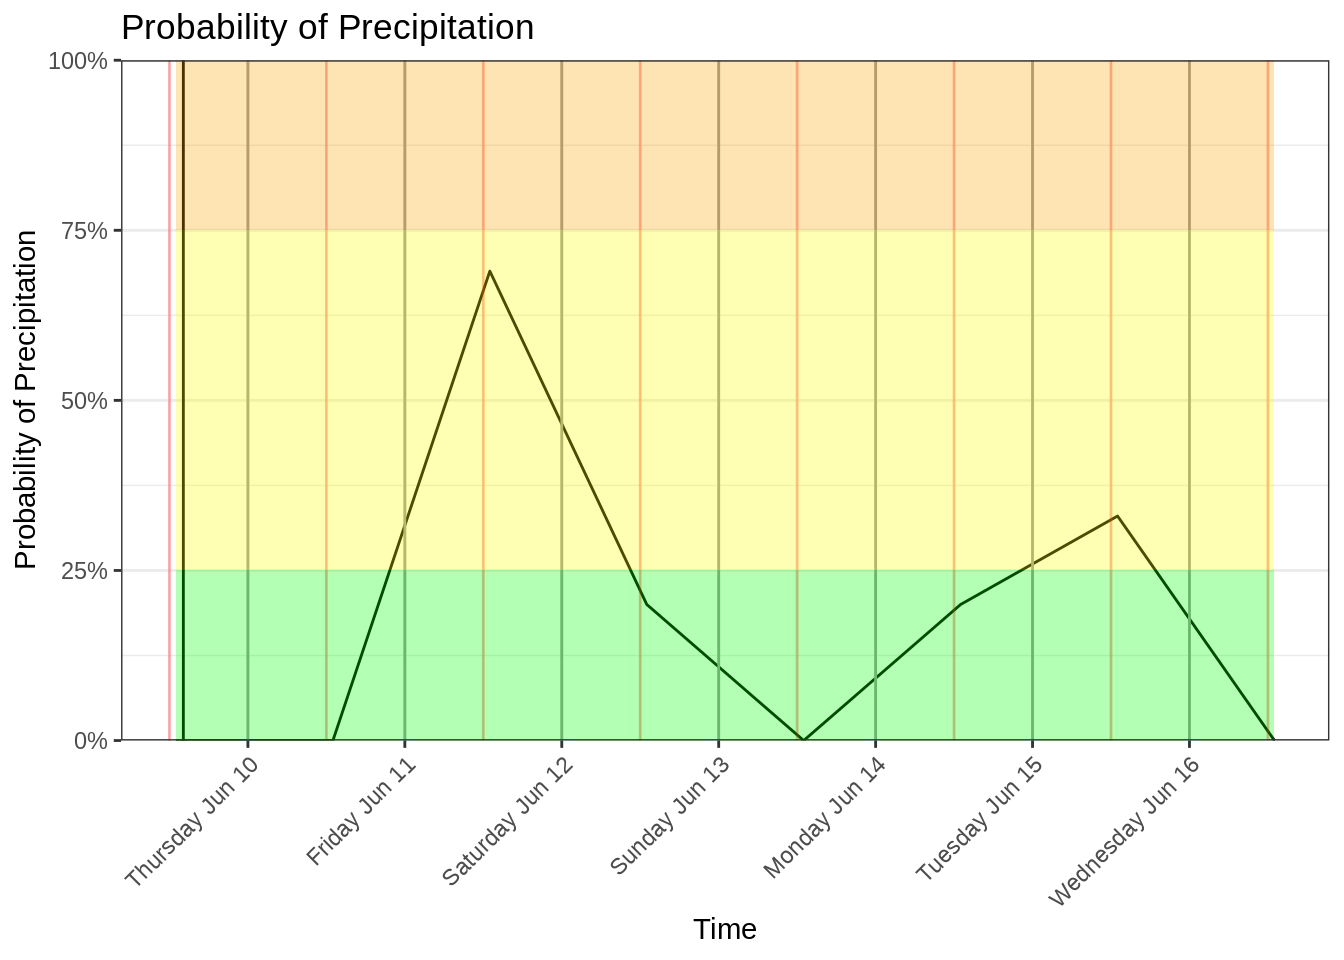 Probability of Precipitation
Probability of Precipitation
100%
75%
50%
25%
0%
Thursday Jun 10
Friday Jun 11
Saturday Jun 12
Sunday Jun 13
Monday Jun 14
Tuesday Jun 15
Wednesday Jun 16
Time